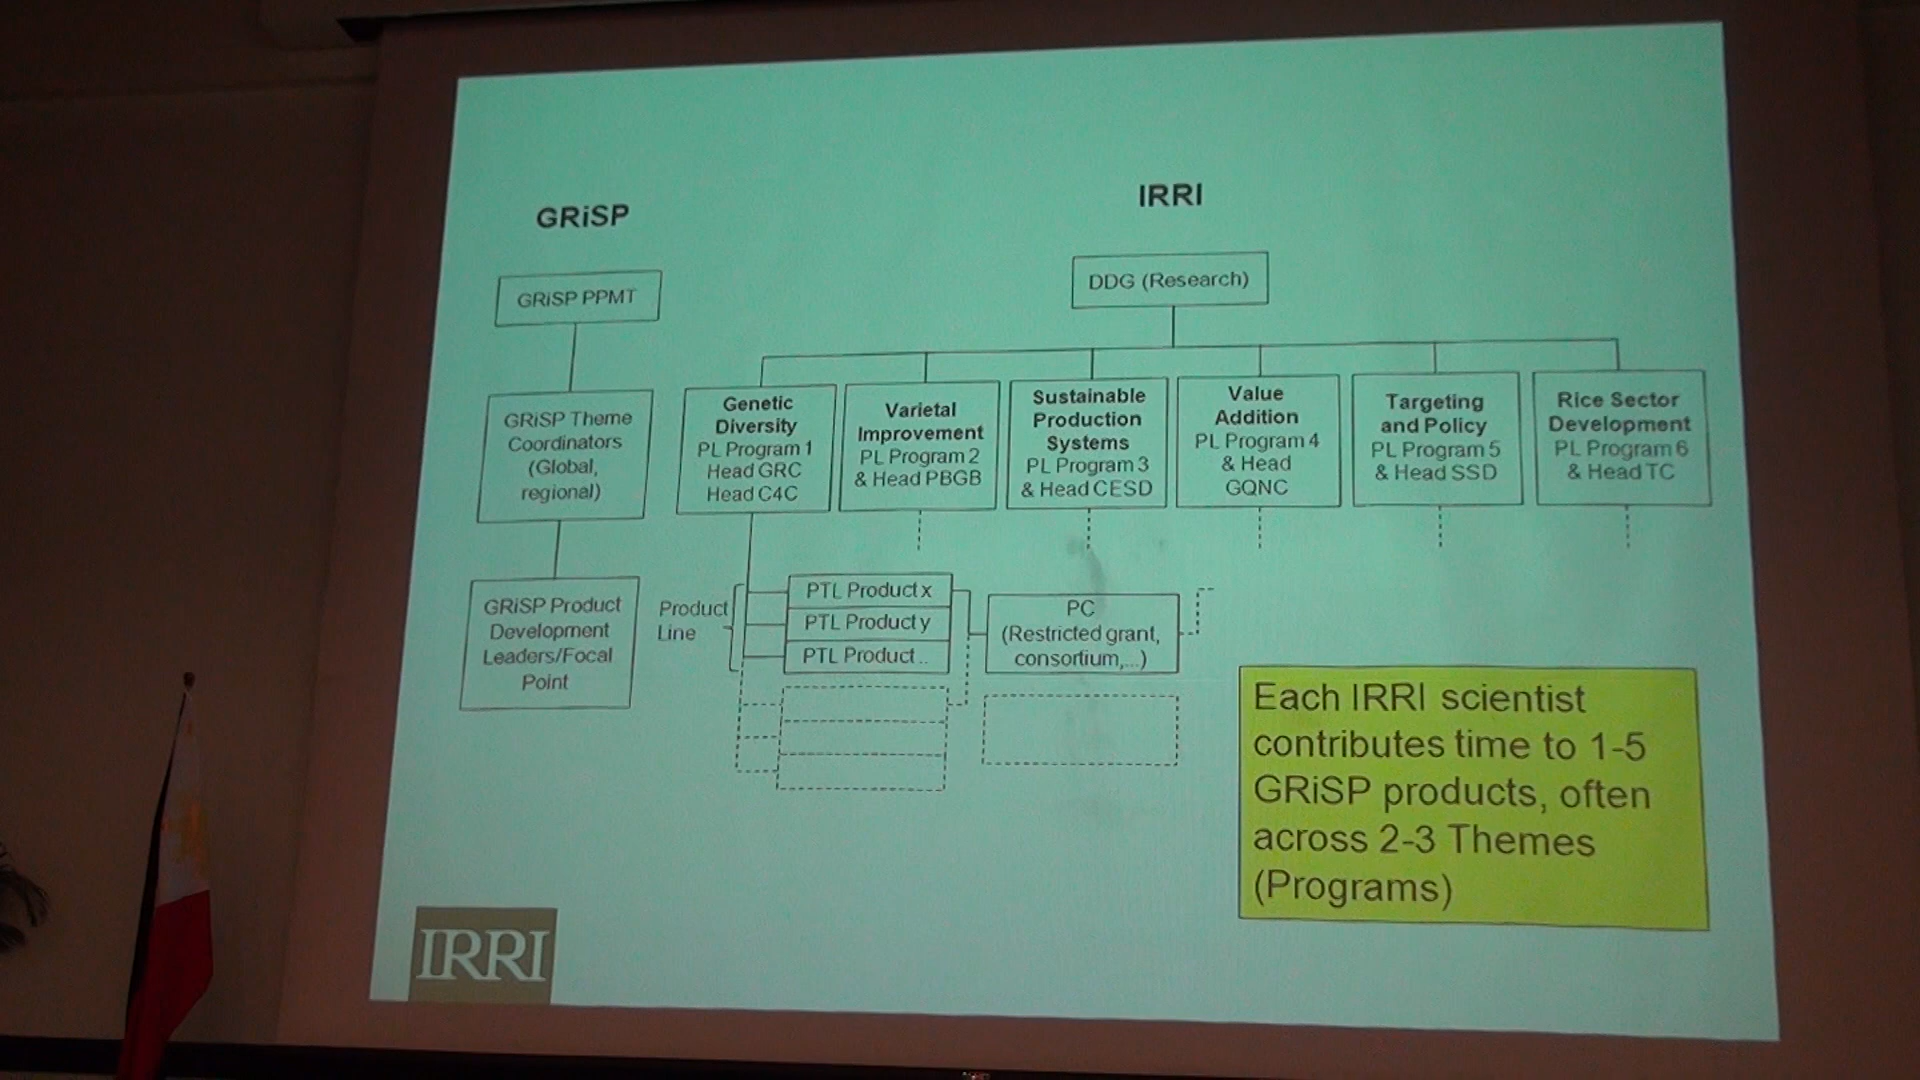 GRiSP
IRRI
GRiSP PPMT
DDG (Research)
GRiSP Theme
Coordinators
(Global,
regional)
Genetic
Diversity
PL Program 1
Head GRC
Head C4C
Varietal
Improvement
PL Program 2
& Head PBGB
Sustainable
Production
Systems
PL Program 3
& Head CESD
Value
Addition
PL Program 4
& Head
GQNC
Targeting
and Policy
PL Program 5
& Head SSD
Rice Sector
Development
PL Program 6
& Head TC
GRiSP Product
Development
Leaders/Focal
Point
Product
Line
PTL Product x
PTL Product y
PTL Product ..
PC
(Restricted grant,
consortium,...)
Each IRRI scientist
contributes time to 1-5
GRiSP products, often
across 2-3 Themes
(Programs)
IRRI